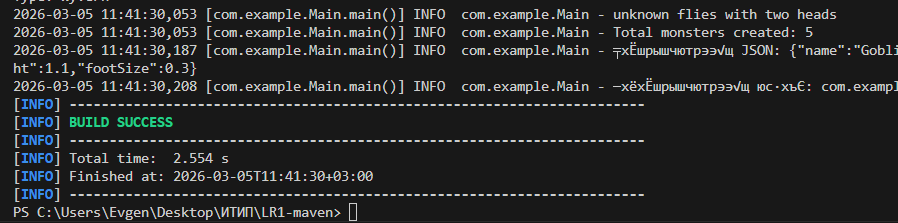 2026-03-05 11:41:30,053 [com.example.Main.main()] INFO  com.example.Main - unknown flies with two heads
2026-03-05 11:41:30,053 [com.example.Main.main()] INFO  com.example.Main - Total monsters created: 5
2026-03-05 11:41:30,187 [com.example.Main.main()] INFO  com.example.Main - ╤хЁшрышчютрээ√щ JSON: {"name":"Gobli
ht":1.1,"footSize":0.3}
2026-03-05 11:41:30,208 [com.example.Main.main()] INFO  com.example.Main - ─хёхЁшрышчютрээ√щ юс·хъЄ: com.exampl
[INFO] ------------------------------------------------------------------------
[INFO] BUILD SUCCESS
[INFO] ------------------------------------------------------------------------
[INFO] Total time:  2.554 s
[INFO] Finished at: 2026-03-05T11:41:30+03:00
[INFO] ------------------------------------------------------------------------
PS C:\Users\Evgen\Desktop\ИТИП\LR1-maven>